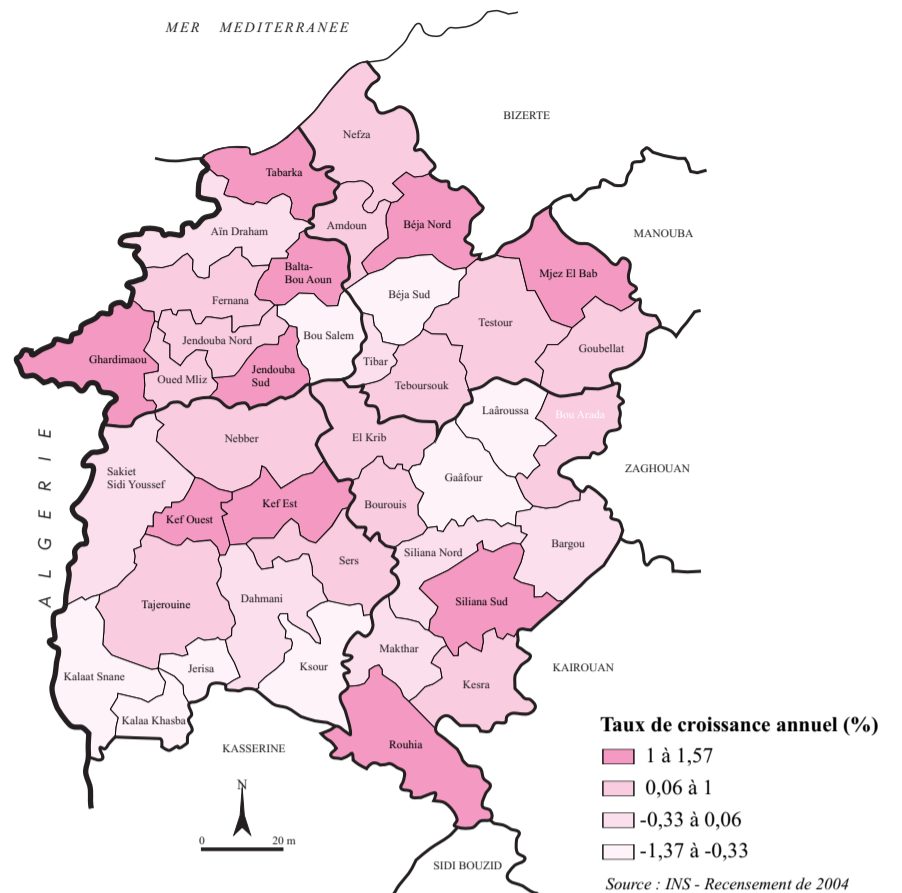 MER MEDITERRANEE
BIZERTE
Nefza
Tabarka
Aïn Draham
Amdoun
Béja Nord
MANOUBA
Balta-
Bou Aoun
Mjez El Bab
Fernana
Béja Sud
Testour
Jendouba Nord
Bou Salem
Goubellat
Ghardimaou
Tibar
Oued Mliz
Jendouba
Sud
Teboursouk
Laâroussa
Bou Arada
Nebber
El Krib
ALGERIE
Sakiet
Sidi Youssef
Gaâfour
ZAGHOUAN
Kef Ouest
Kef Est
Bourouis
Siliana Nord
Bargou
Sers
Tajerouine
Dahmani
Siliana Sud
Makthar
Kalaat Snane
Jerisa
Ksour
KAIROUAN
Kesra
Kalaa Khasba
Rouhia
KASSERINE
N
0 20 m
SIDI BOUZID
Taux de croissance annuel (%)
1 à 1,57
0,06 à 1
-0,33 à 0,06
-1,37 à -0,33
Source : INS - Recensement de 2004